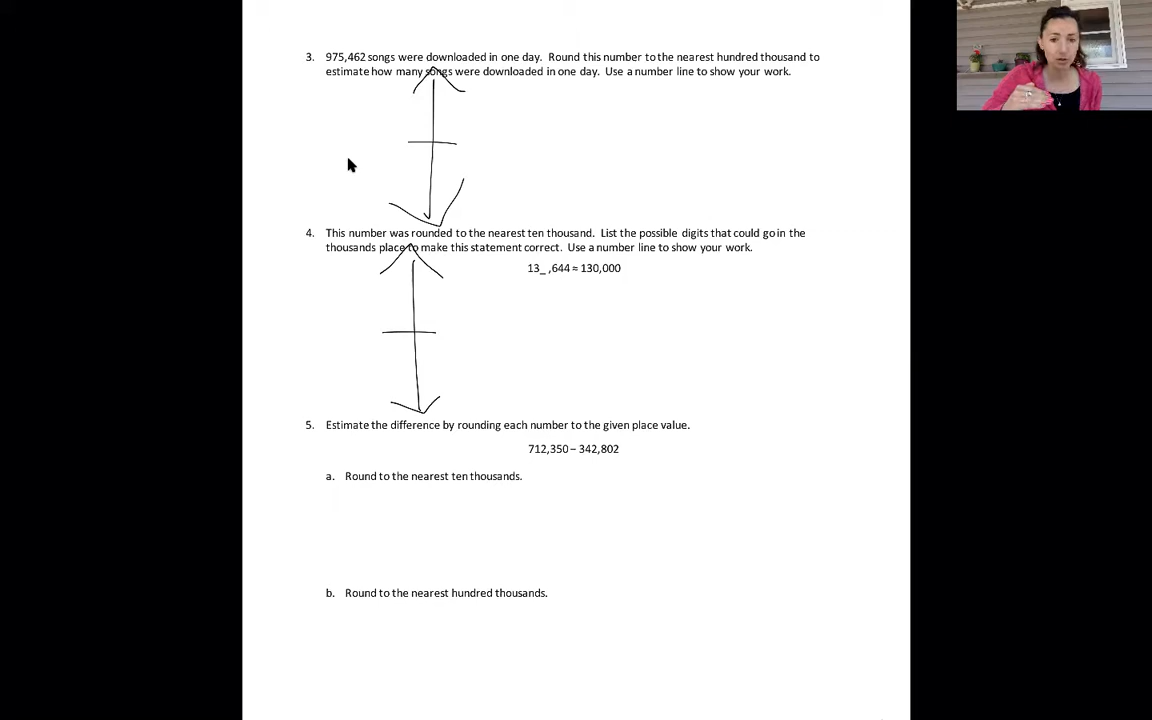 3. 975,462 songs were downloaded in one day. Round this number to the nearest hundred thousand to
estimate how many songs were downloaded in one day. Use a number line to show your work.
4. This number was rounded to the nearest ten thousand. List the possible digits that could go in the
thousands place to make this statement correct. Use a number line to show your work.
13_ ,644 ≈ 130,000
5. Estimate the difference by rounding each number to the given place value.
712,350 – 342,802
a. Round to the nearest ten thousands.
b. Round to the nearest hundred thousands.